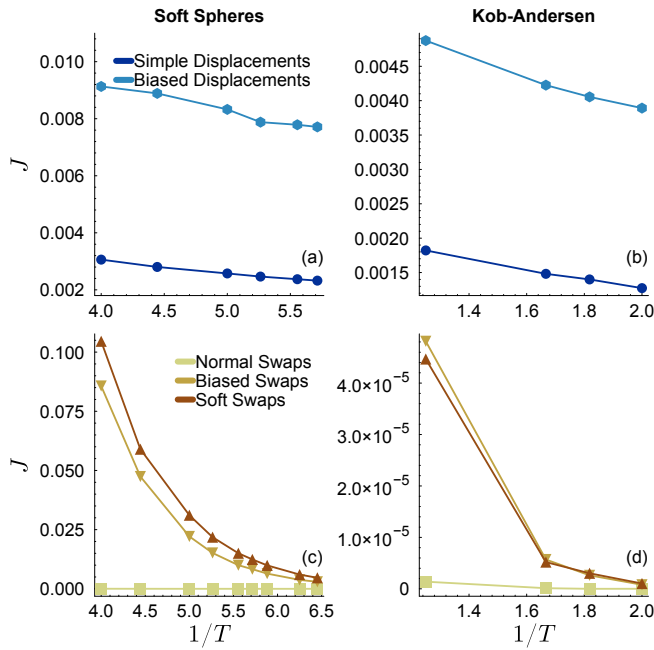 Soft Spheres
Kob-Andersen
Simple Displacements
Biased Displacements
0.010
0.008
0.006
0.004
0.002
J
(a)
4.0 4.5 5.0 5.5
0.0045
0.0040
0.0035
0.0030
0.0025
0.0020
0.0015
(b)
1.4 1.6 1.8 2.0
Normal Swaps
Biased Swaps
Soft Swaps
0.100
0.075
0.050
0.025
0.000
J
(c)
4.0 4.5 5.0 5.5 6.0 6.5
1/T
4.0×10⁻⁵
3.0×10⁻⁵
2.0×10⁻⁵
1.0×10⁻⁵
0
(d)
1.4 1.6 1.8 2.0
1/T